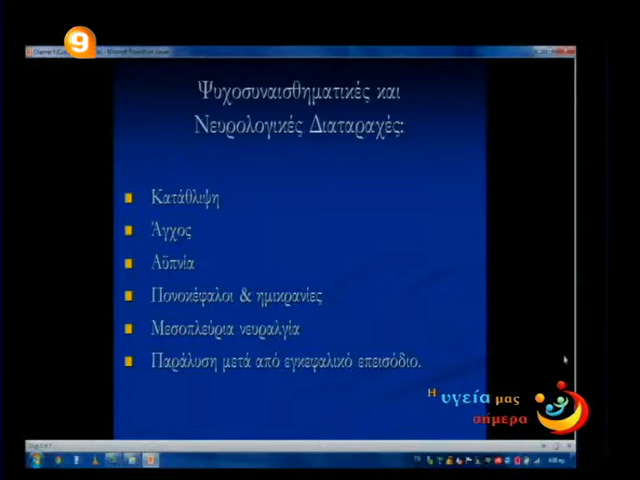 9
Ψυχοσυναισθηματικές και
Νευρολογικές Διαταραχές:
Κατάθλιψη
Άγχος
Αϋπνία
Πονοκέφαλοι & ημικρανίες
Μεσοπλεύρια νευραλγία
Παράλυση μετά από εγκεφαλικό επεισόδιο.
Η υγεία μας
σήμερα